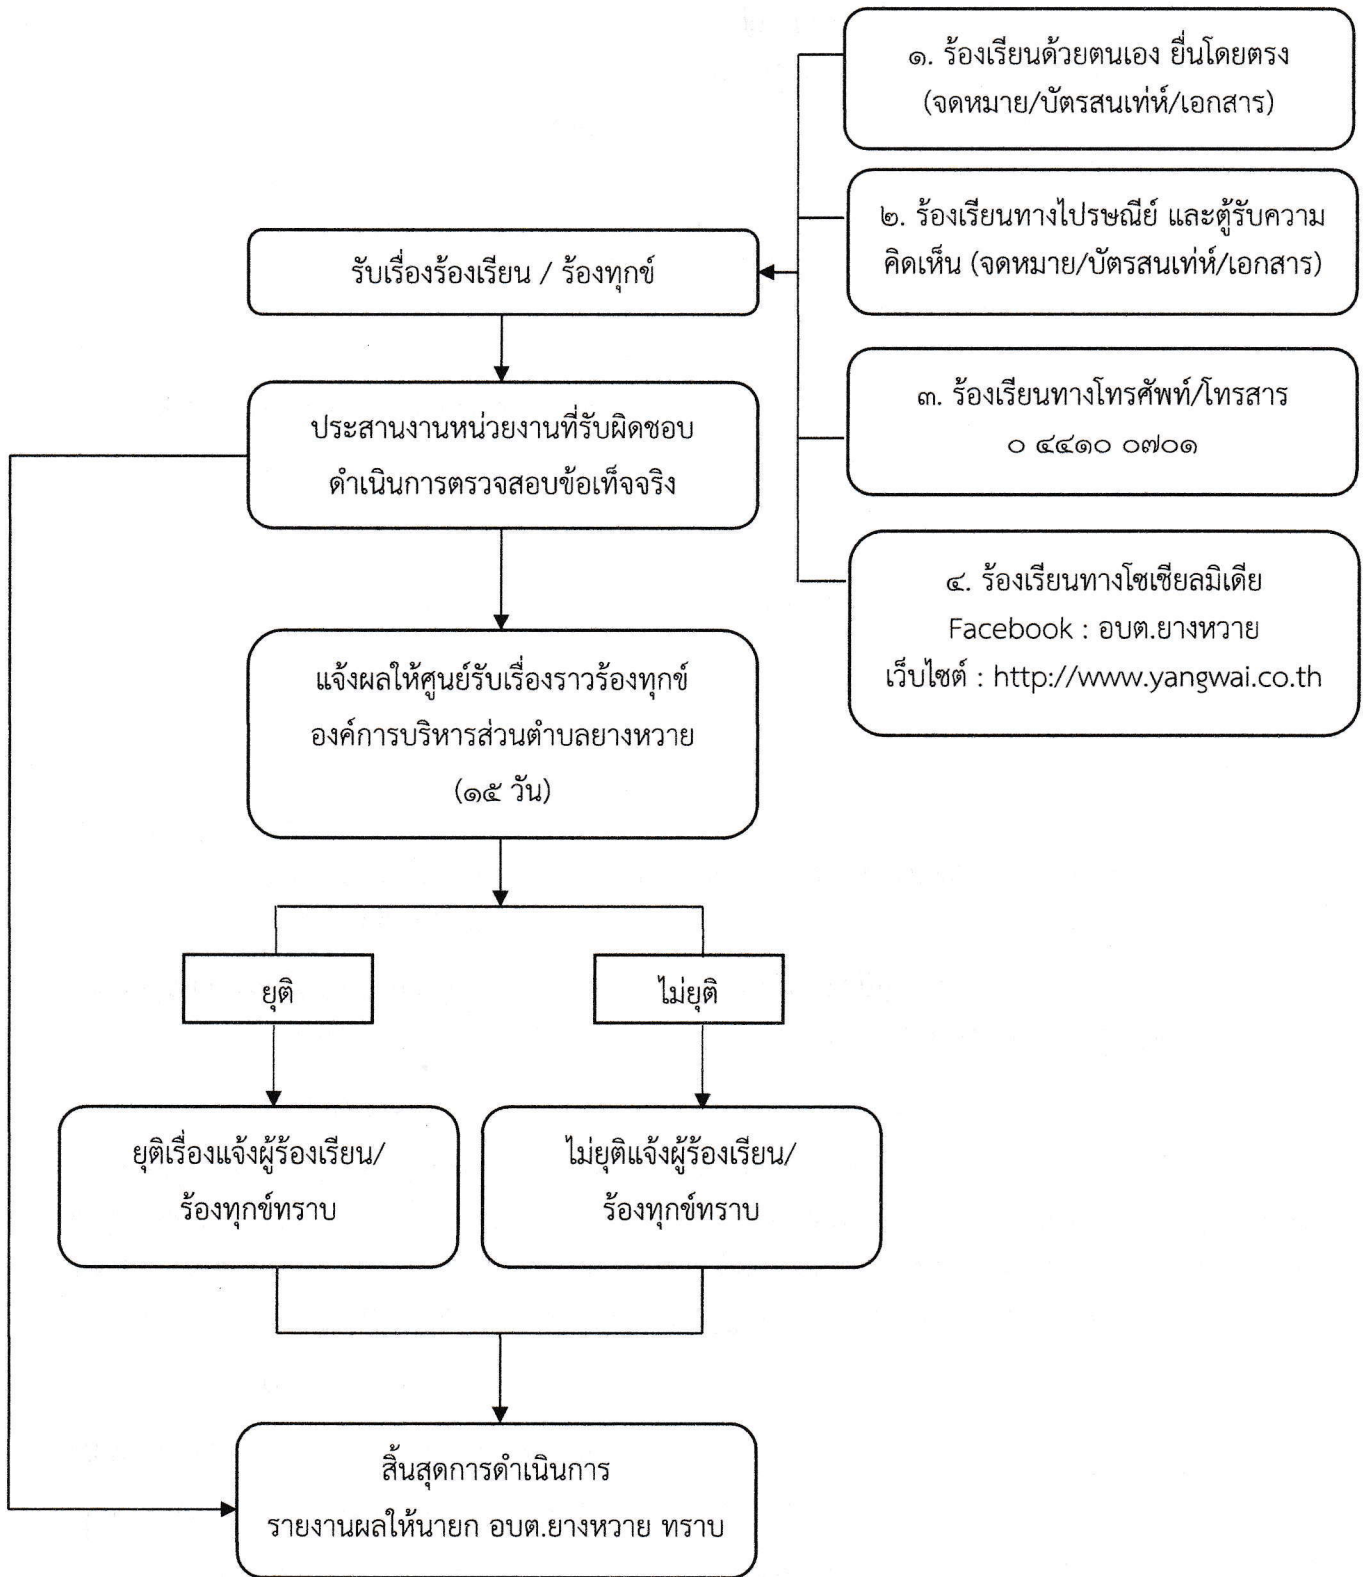 ๑. ร้องเรียนด้วยตนเอง ยื่นโดยตรง
(จดหมาย/บัตรสนเท่ห์/เอกสาร)
๒. ร้องเรียนทางไปรษณีย์ และตู้รับความ
คิดเห็น (จดหมาย/บัตรสนเท่ห์/เอกสาร)
๓. ร้องเรียนทางโทรศัพท์/โทรสาร
๐ ๔๔๑๐ ๐๗๐๑
๔. ร้องเรียนทางโซเชียลมิเดีย
Facebook : อบต.ยางหวาย
เว็บไซต์ : http://www.yangwai.co.th
รับเรื่องร้องเรียน / ร้องทุกข์
ประสานงานหน่วยงานที่รับผิดชอบ
ดำเนินการตรวจสอบข้อเท็จจริง
แจ้งผลให้ศูนย์รับเรื่องราวร้องทุกข์
องค์การบริหารส่วนตำบลยางหวาย
(๑๕ วัน)
ยุติ
ไม่ยุติ
ยุติเรื่องแจ้งผู้ร้องเรียน/
ร้องทุกข์ทราบ
ไม่ยุติแจ้งผู้ร้องเรียน/
ร้องทุกข์ทราบ
สิ้นสุดการดำเนินการ
รายงานผลให้นายก อบต.ยางหวาย ทราบ